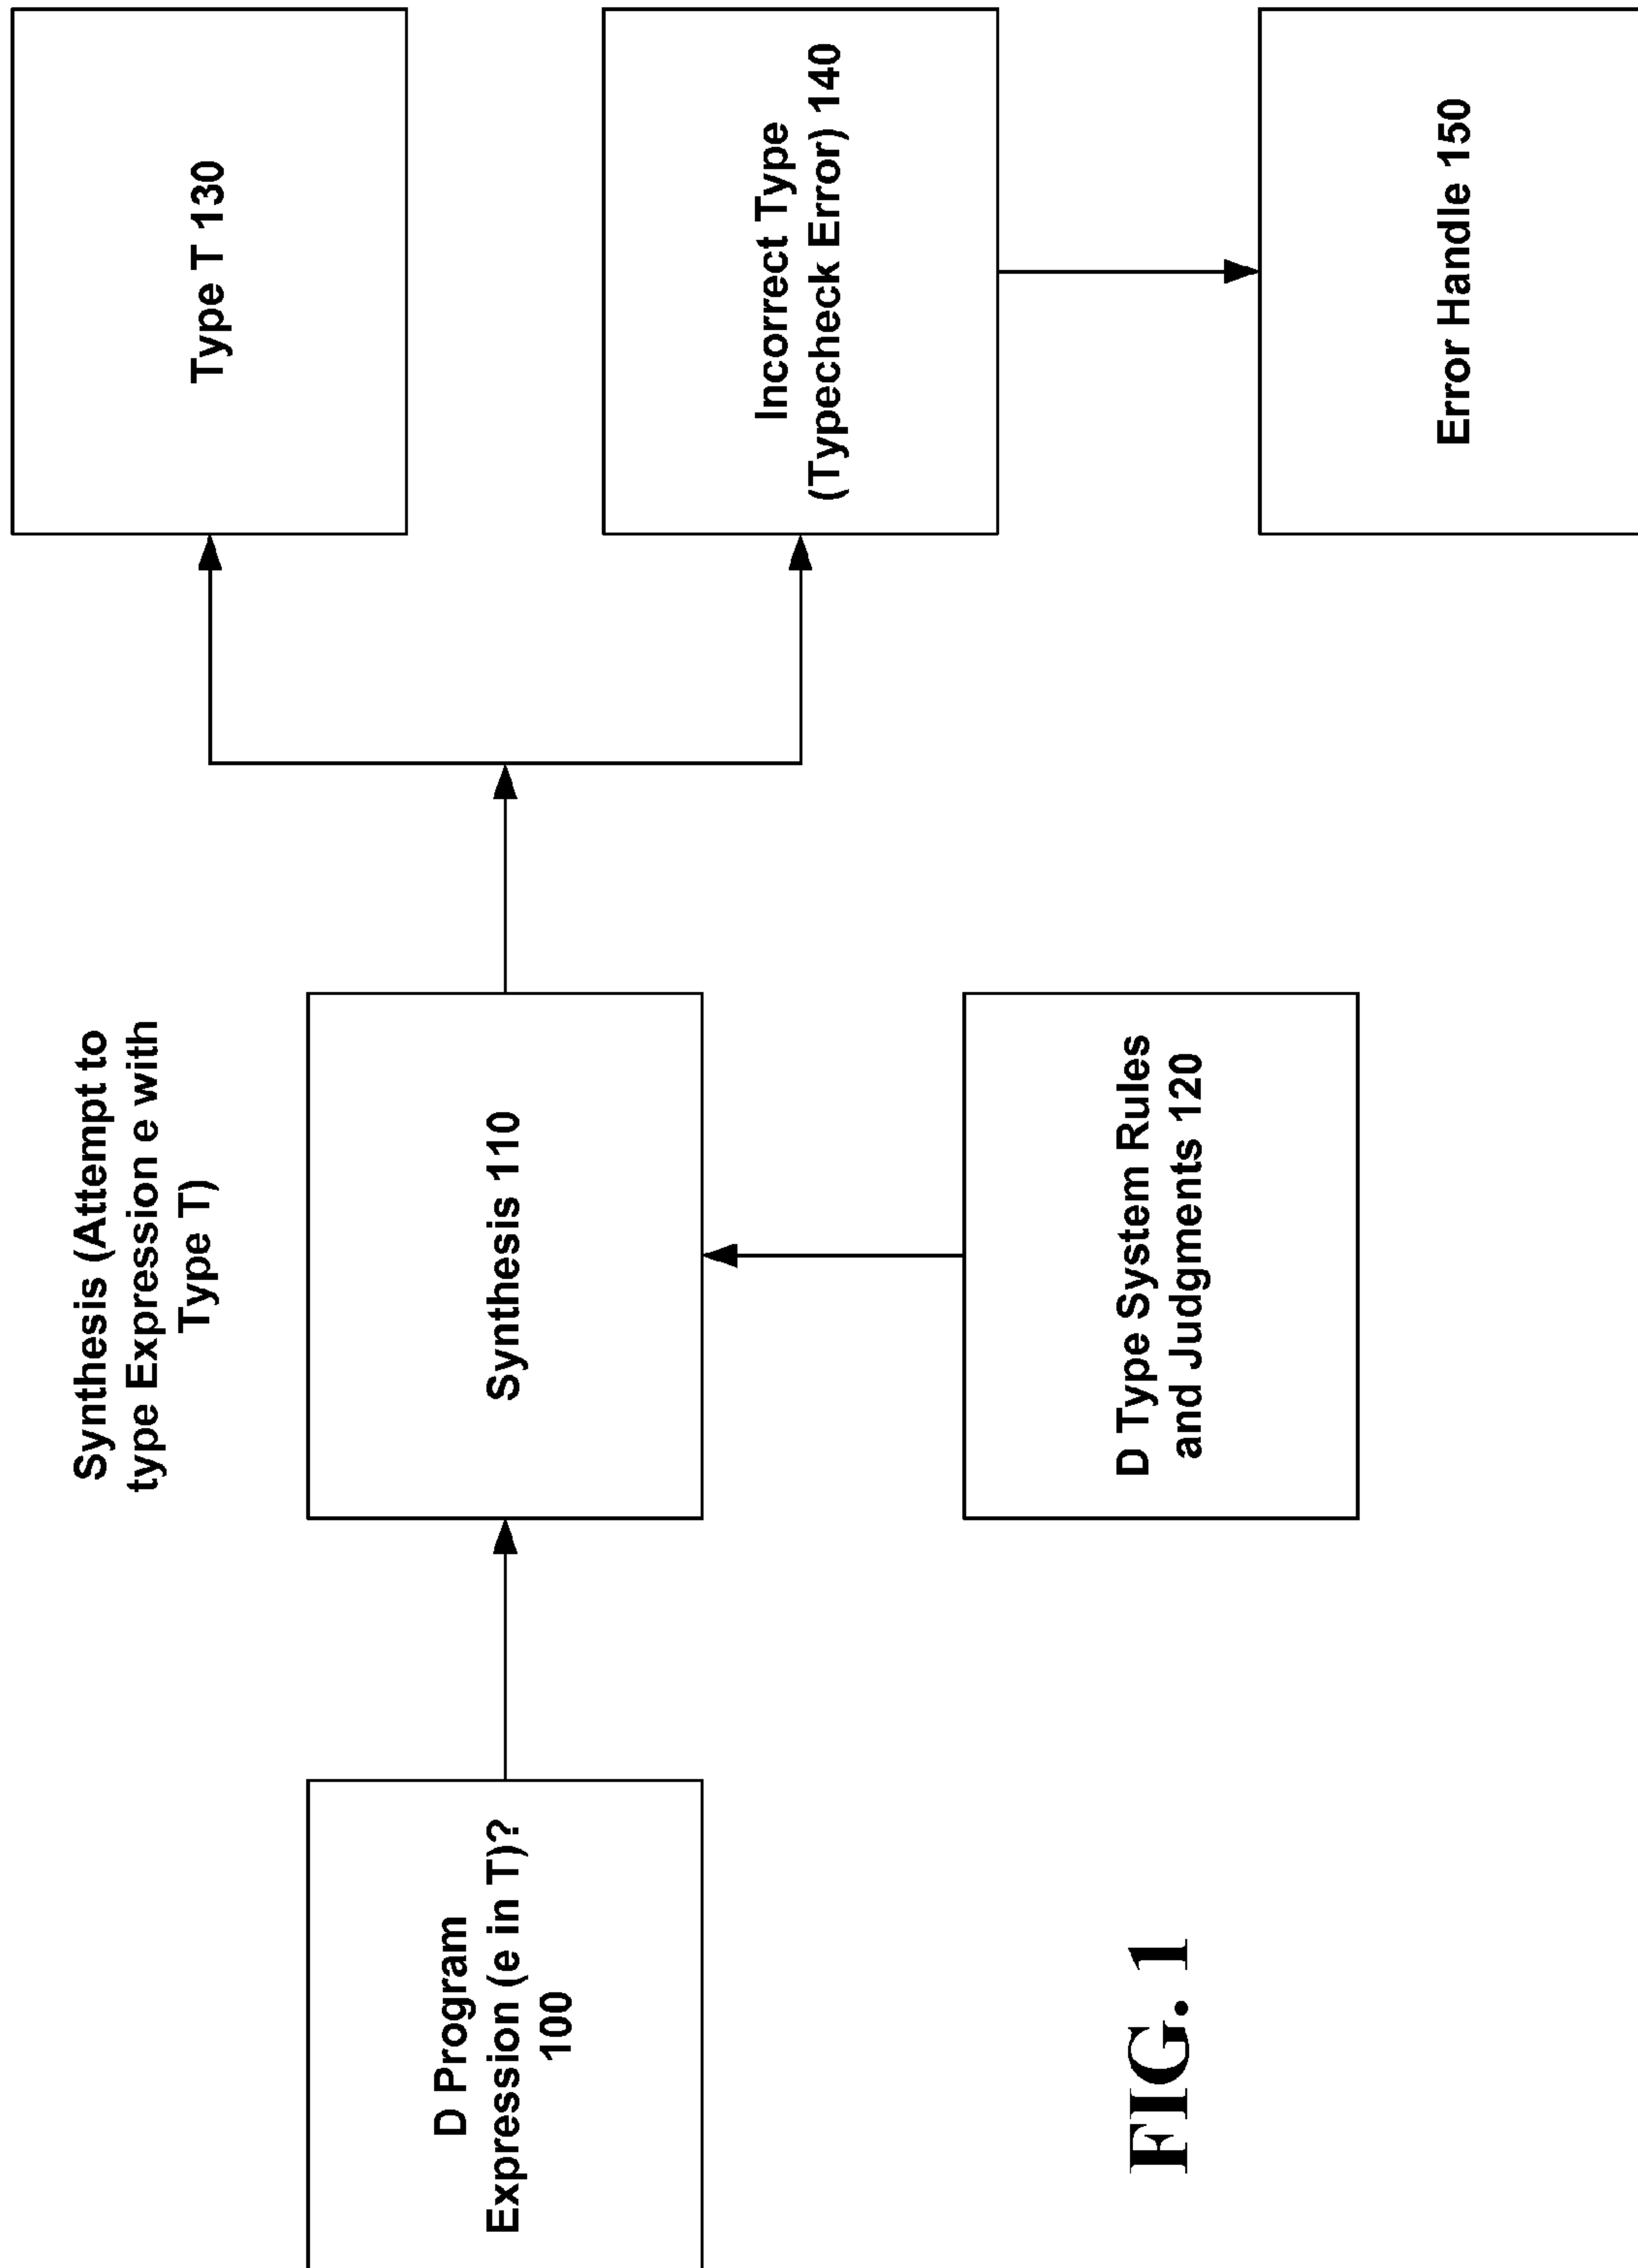 Synthesis (Attempt to
type Expression e with
Type T)
D Program
Expression (e in T)?
100
Synthesis 110
D Type System Rules
and Judgments 120
Type T 130
Incorrect Type
(Typecheck Error) 140
Error Handle 150
FIG. 1